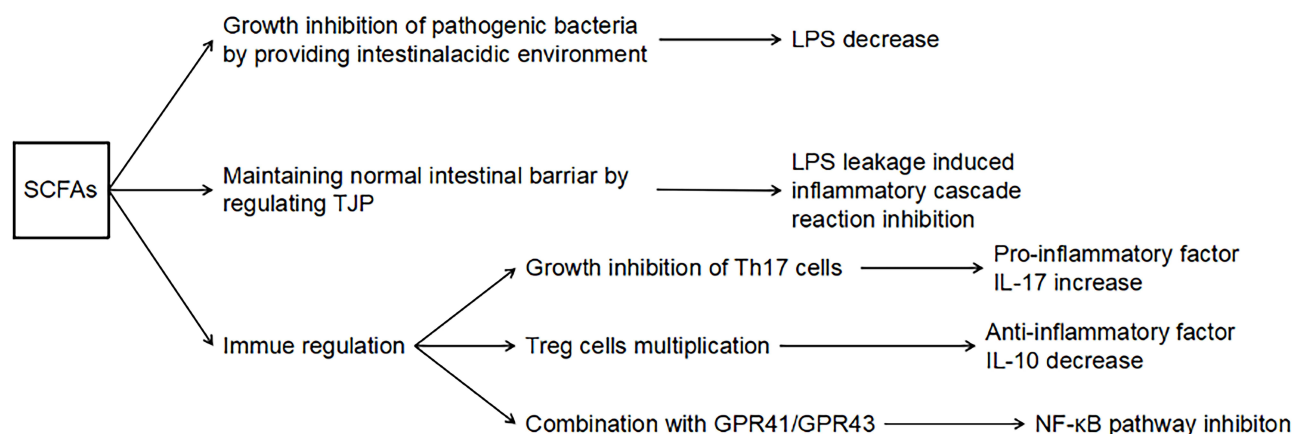 SCFAs
Growth inhibition of pathogenic bacteria
by providing intestinalacidic environment
LPS decrease
Maintaining normal intestinal barriar by
regulating TJP
LPS leakage induced
inflammatory cascade
reaction inhibition
Immue regulation
Growth inhibition of Th17 cells
Pro-inflammatory factor
IL-17 increase
Treg cells multiplication
Anti-inflammatory factor
IL-10 decrease
Combination with GPR41/GPR43
NF-κB pathway inhibiton